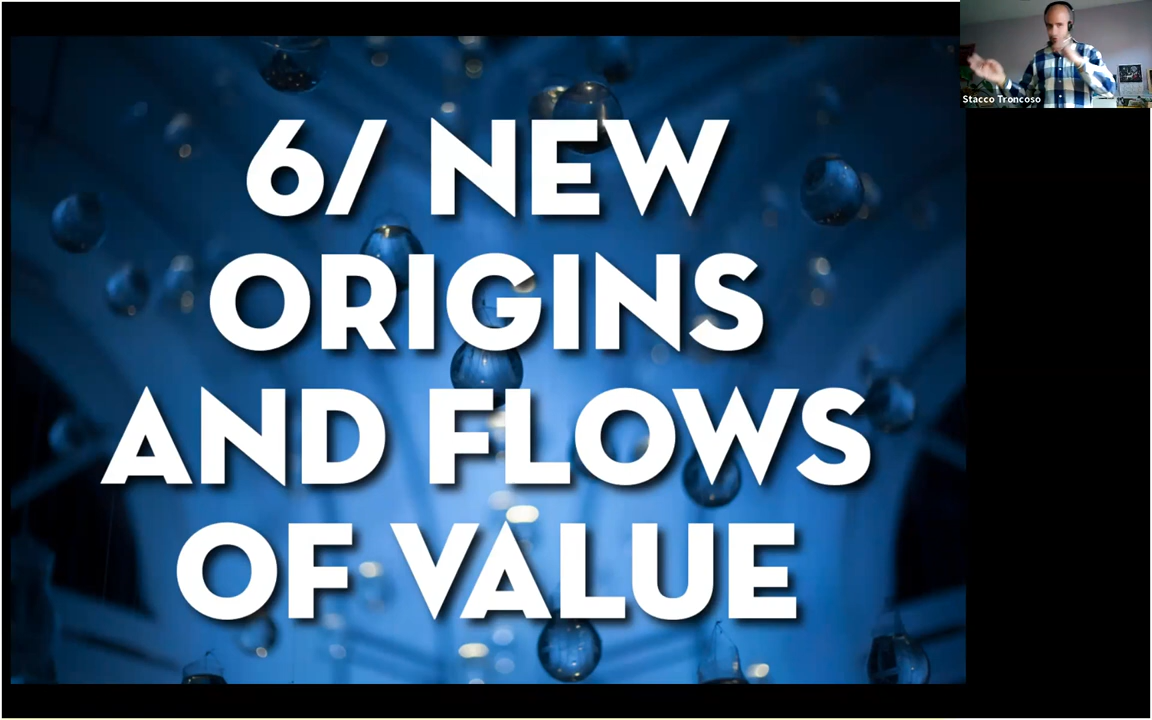 6/ NEW
ORIGINS
AND FLOWS
OF VALUE
Stacco Troncoso